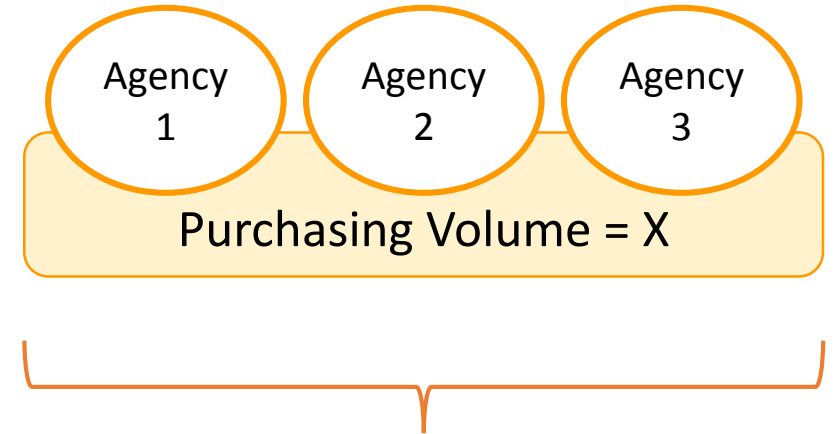 Agency
1
Agency
2
Agency
3
Purchasing Volume = X